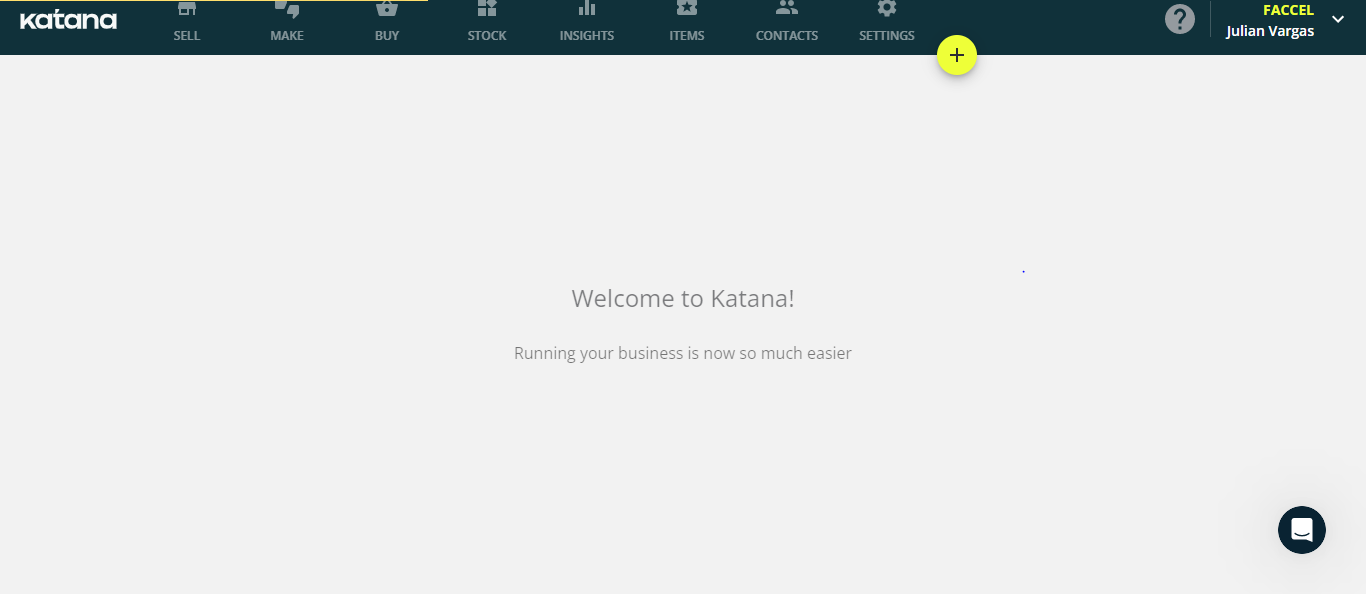 katana
SELL MAKE BUY STOCK INSIGHTS ITEMS CONTACTS SETTINGS
FACCEL
Julian Vargas
Welcome to Katana!
Running your business is now so much easier